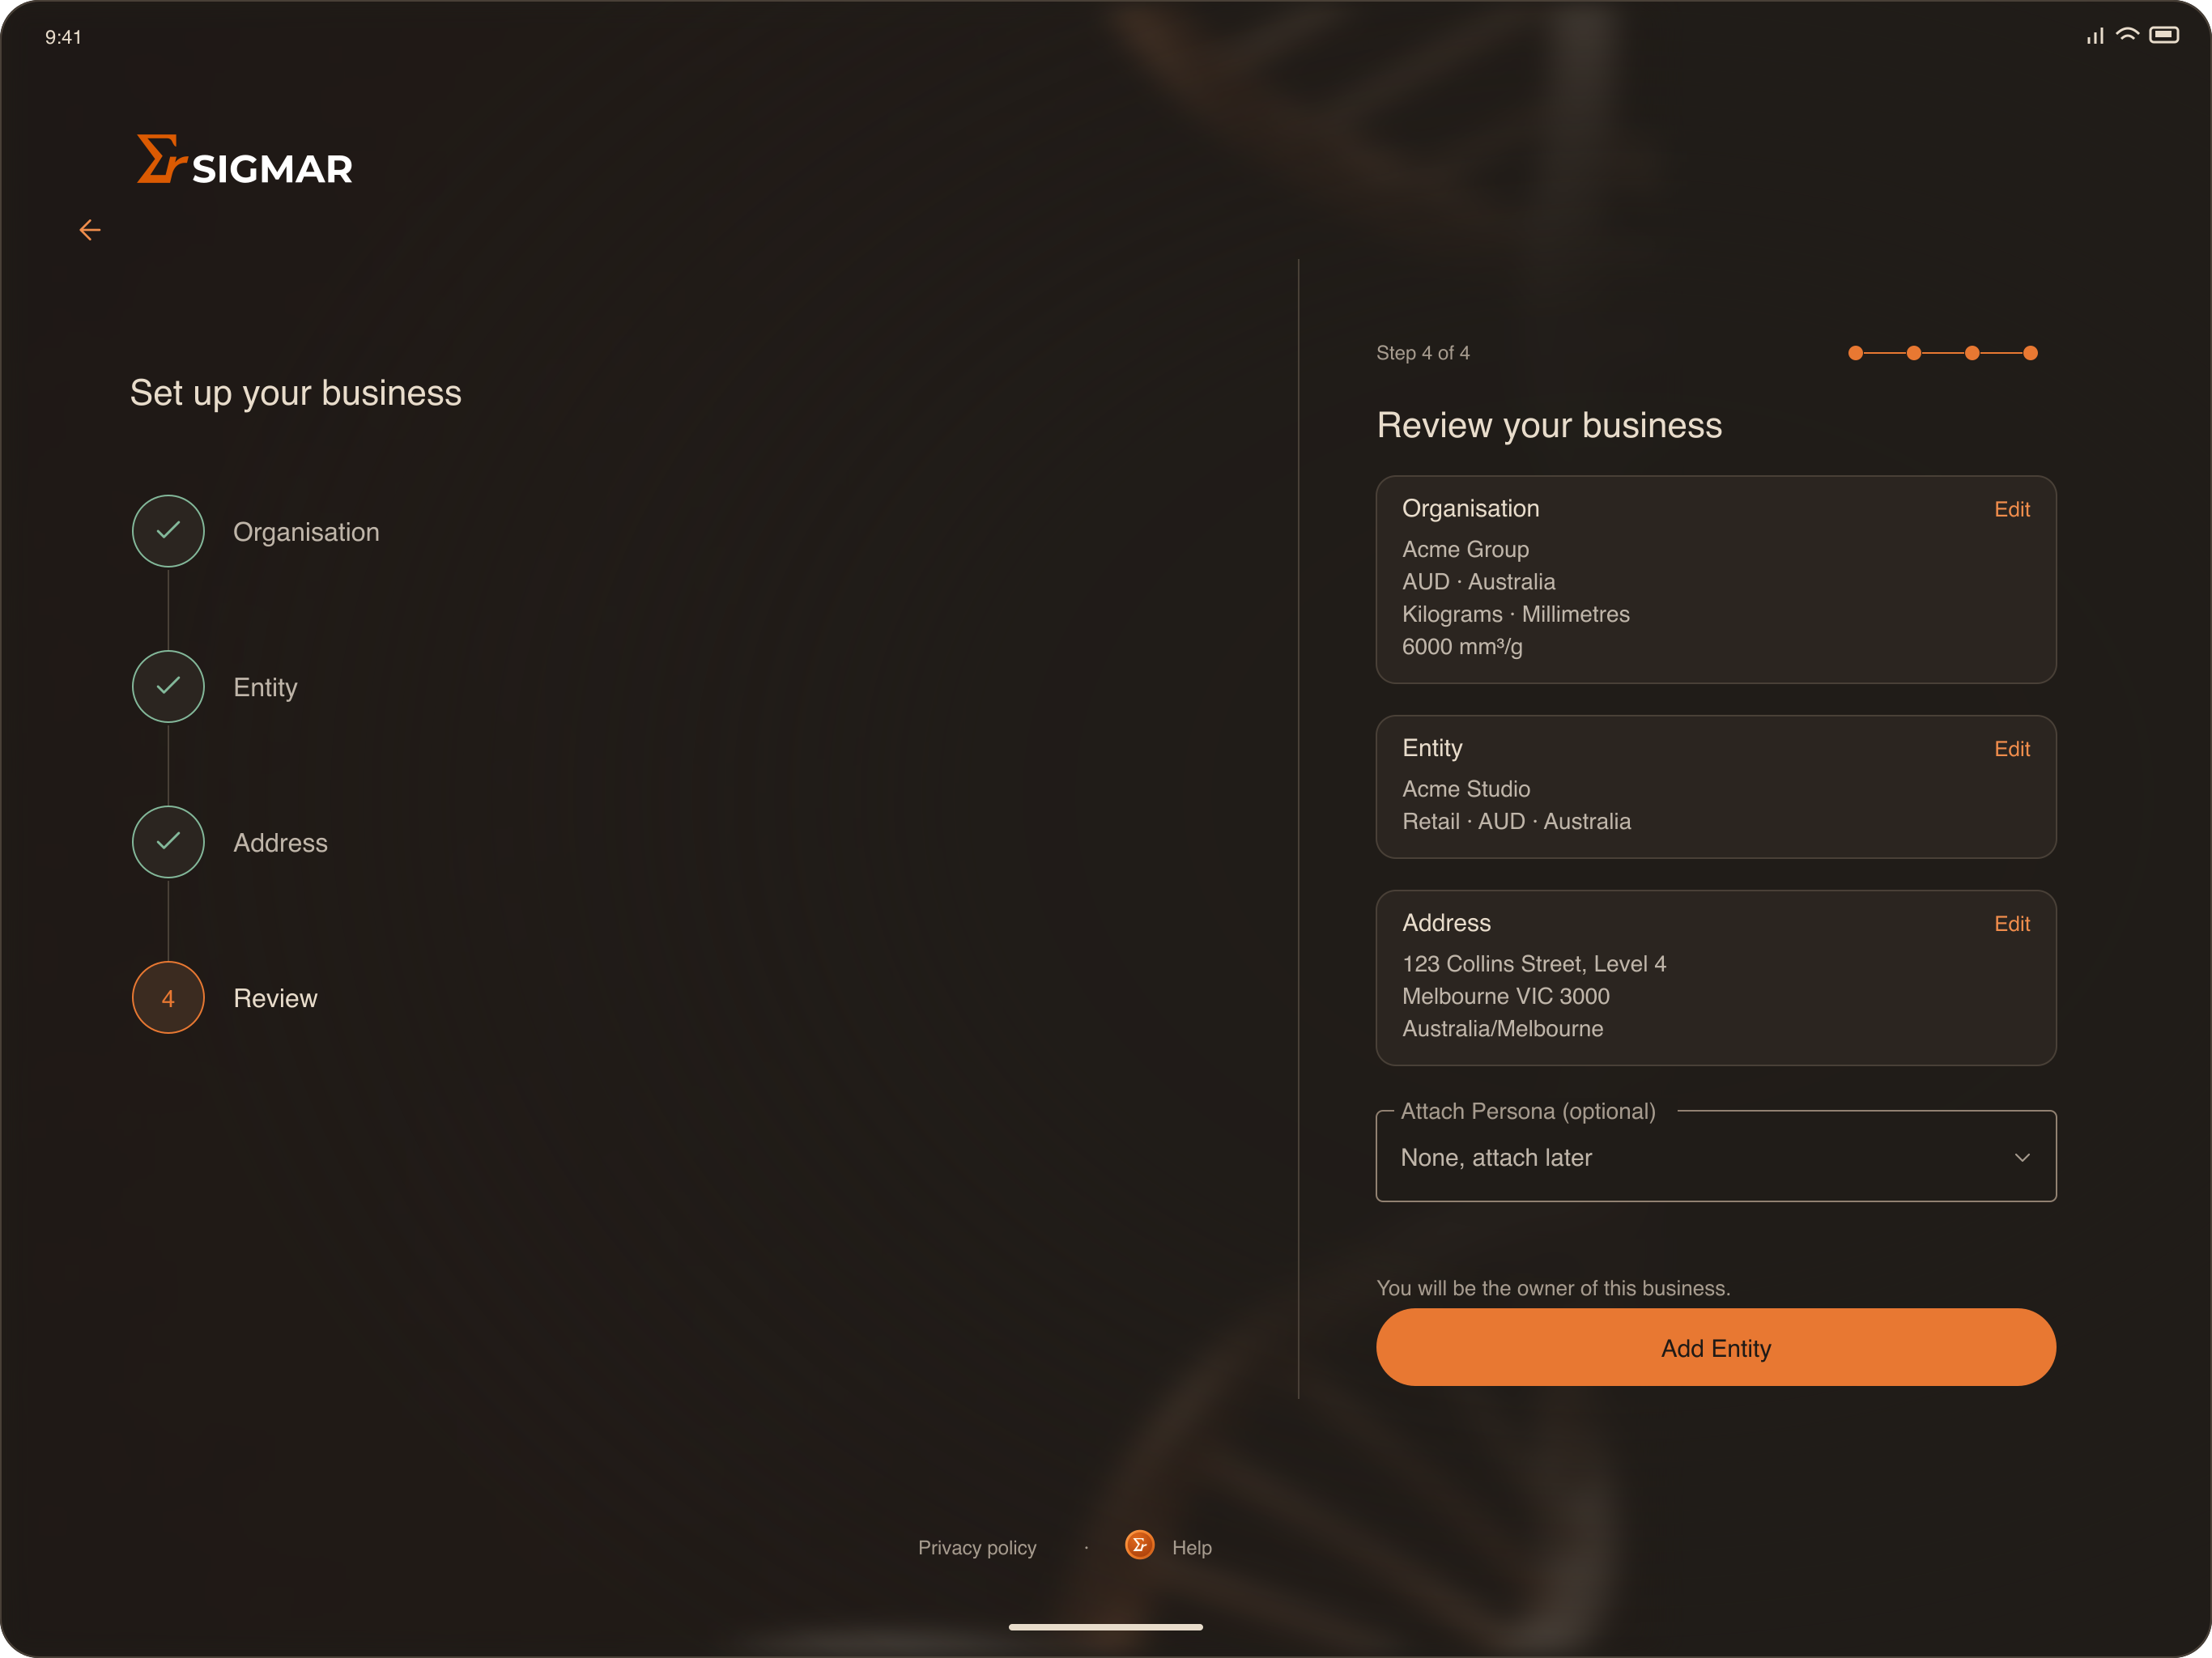 9:41
Σr SIGMAR
Set up your business
Organisation
Entity
Address
4
Review
Step 4 of 4
Review your business
Organisation
Edit
Acme Group
AUD · Australia
Kilograms · Millimetres
6000 mm³/g
Entity
Edit
Acme Studio
Retail · AUD · Australia
Address
Edit
123 Collins Street, Level 4
Melbourne VIC 3000
Australia/Melbourne
Attach Persona (optional)
None, attach later
You will be the owner of this business.
Add Entity
Privacy policy · Σr Help